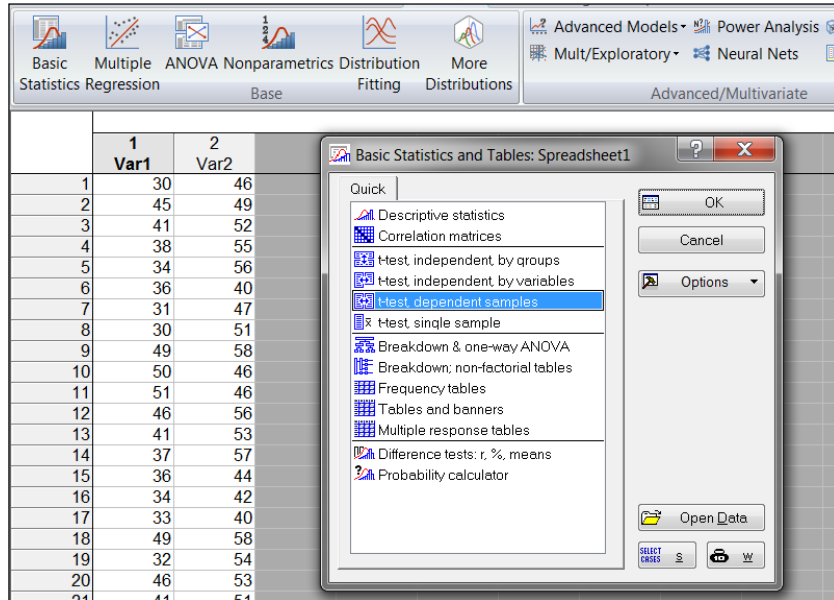 Basic Statistics
Multiple Regression
ANOVA
Nonparametrics
Distribution Fitting
More Distributions
Base
Advanced Models
Power Analysis
Mult/Exploratory
Neural Nets
Advanced/Multivariate
1 2
Var1 Var2
1 30 46
2 45 49
3 41 52
4 38 55
5 34 56
6 36 40
7 31 47
8 30 51
9 49 58
10 50 46
11 51 46
12 46 56
13 41 53
14 37 57
15 36 44
16 34 42
17 33 40
18 49 58
19 32 54
20 46 53
21 41 51
Basic Statistics and Tables: Spreadsheet1
Quick
Descriptive statistics
Correlation matrices
t-test, independent, by groups
t-test, independent, by variables
t-test, dependent samples
t-test, single sample
Breakdown & one-way ANOVA
Breakdown; non-factorial tables
Frequency tables
Tables and banners
Multiple response tables
Difference tests: r, %, means
Probability calculator
OK
Cancel
Options
Open Data
SELECT CASES S
W